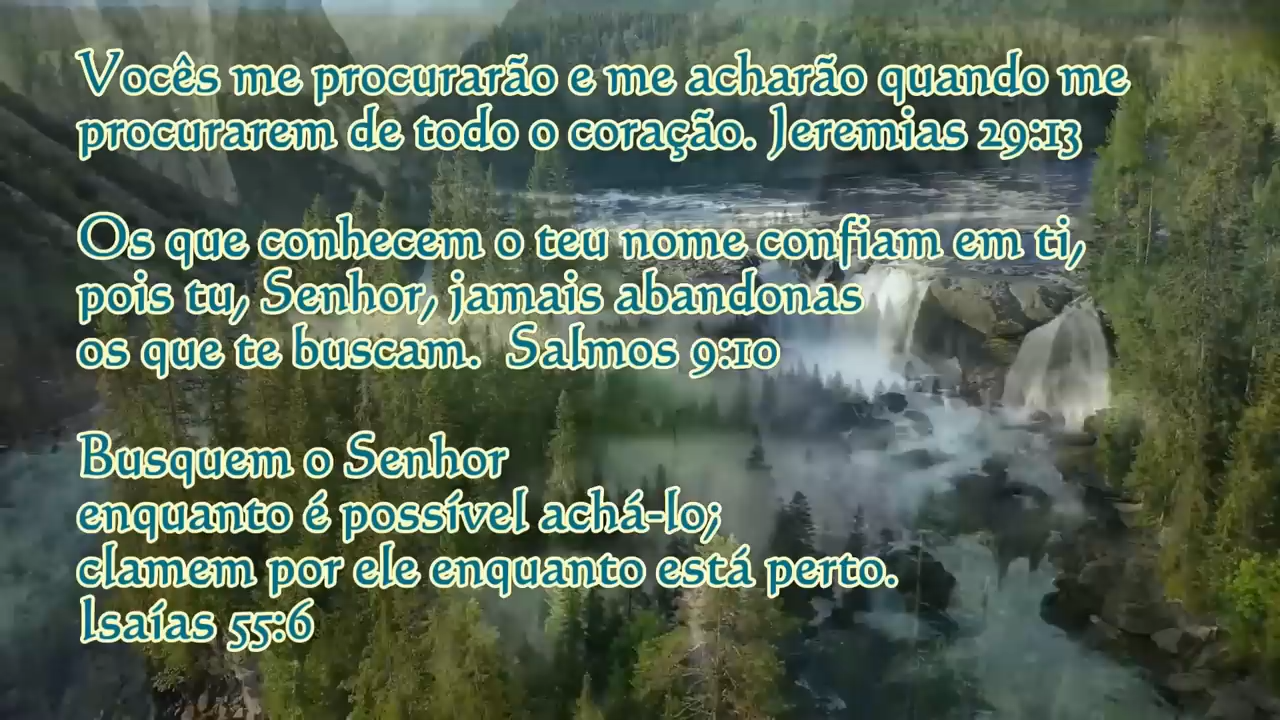 Vocês me procurarão e me acharão quando me
procurarem de todo o coração. Jeremias 29:13
Os que conhecem o teu nome confiam em ti,
pois tu, Senhor, jamais abandonas
os que te buscam. Salmos 9:10
Busquem o Senhor
enquanto é possível achá-lo;
clamem por ele enquanto está perto.
Isaías 55:6